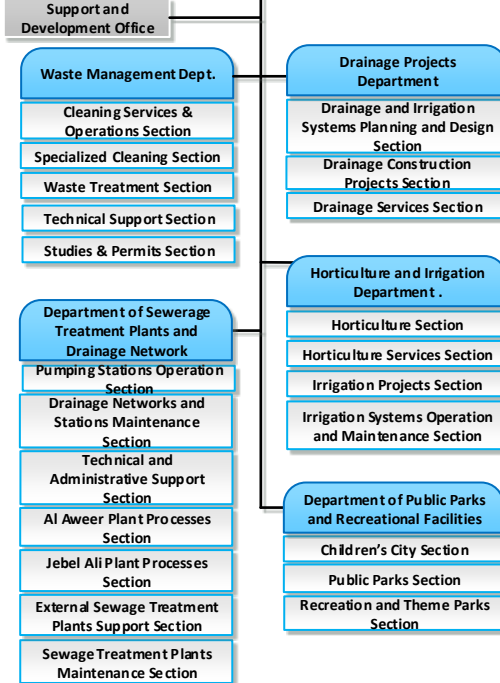 Support and
Development Office
Waste Management Dept.
Cleaning Services &
Operations Section
Specialized Cleaning Section
Waste Treatment Section
Technical Support Section
Studies & Permits Section
Department of Sewerage
Treatment Plants and
Drainage Network
Pumping Stations Operation
Section
Drainage Networks and
Stations Maintenance
Section
Technical and
Administrative Support
Section
Al Aweer Plant Processes
Section
Jebel Ali Plant Processes
Section
External Sewage Treatment
Plants Support Section
Sewage Treatment Plants
Maintenance Section
Drainage Projects
Department
Drainage and Irrigation
Systems Planning and Design
Section
Drainage Construction
Projects Section
Drainage Services Section
Horticulture and Irrigation
Department .
Horticulture Section
Horticulture Services Section
Irrigation Projects Section
Irrigation Systems Operation
and Maintenance Section
Department of Public Parks
and Recreational Facilities
Children's City Section
Public Parks Section
Recreation and Theme Parks
Section